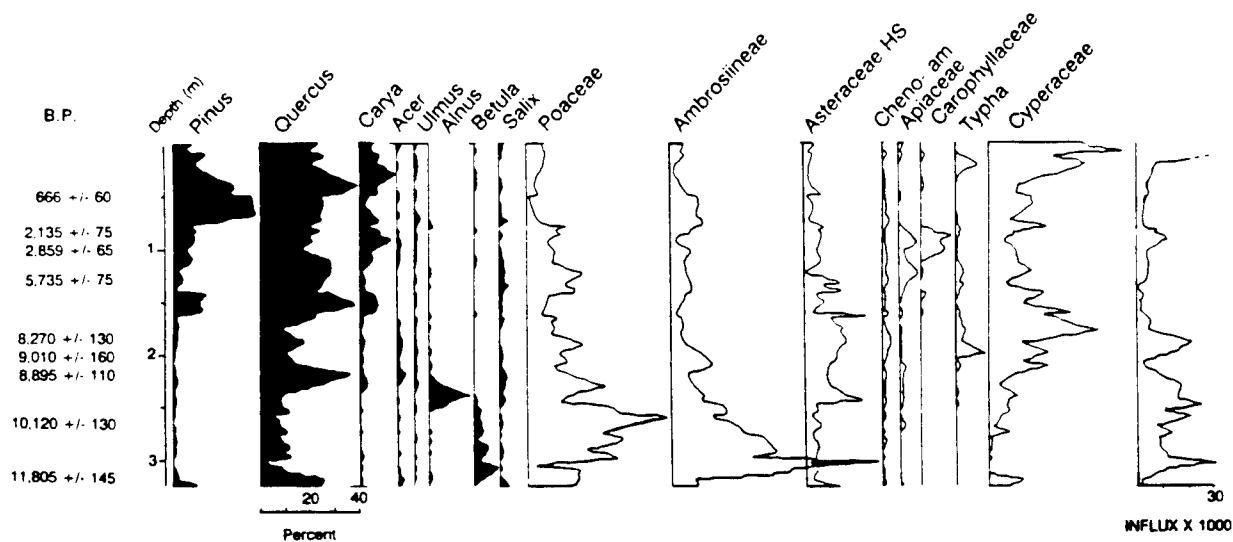 B.P.
Depth (m)
Pinus
Quercus
Carya
Acer
Ulmus
Alnus
Betula
Salix
Poaceae
Ambrosiineae
Asteraceae HS
Cheno- am
Apiaceae
Carophyllaceae
Typha
Cyperaceae
666 +/- 60
2.135 +/- 75
2.859 +/- 65
1
5.735 +/- 75
8.270 +/- 130
9,010 +/- 160
2
8,895 +/- 110
10,120 +/- 130
3
11.805 +/- 145
20 40
30
Percent
INFLUX X 1000